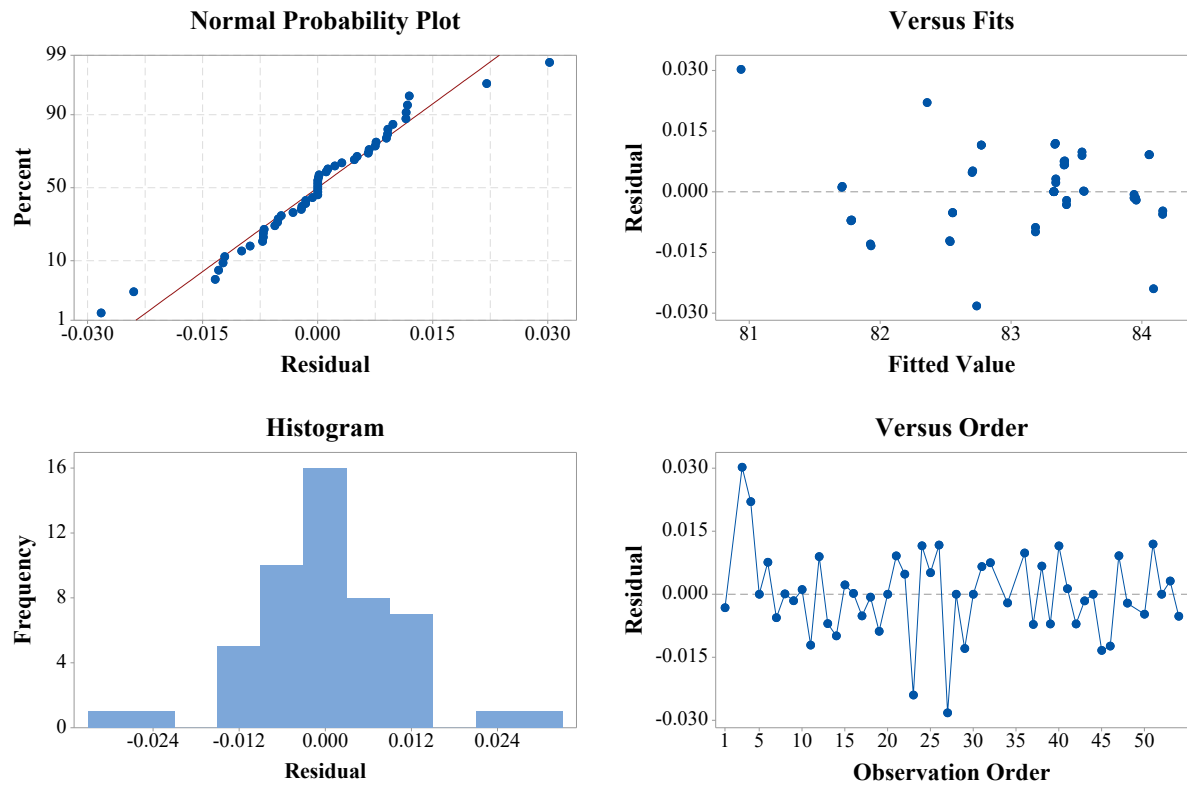 Normal Probability Plot
99
90
50
10
1
Percent
-0.030 -0.015 0.000 0.015 0.030
Residual
Versus Fits
0.030
0.015
0.000
-0.015
-0.030
Residual
81 82 83 84
Fitted Value
Histogram
16
12
8
4
0
Frequency
-0.024 -0.012 0.000 0.012 0.024
Residual
Versus Order
0.030
0.015
0.000
-0.015
-0.030
Residual
1 5 10 15 20 25 30 35 40 45 50
Observation Order